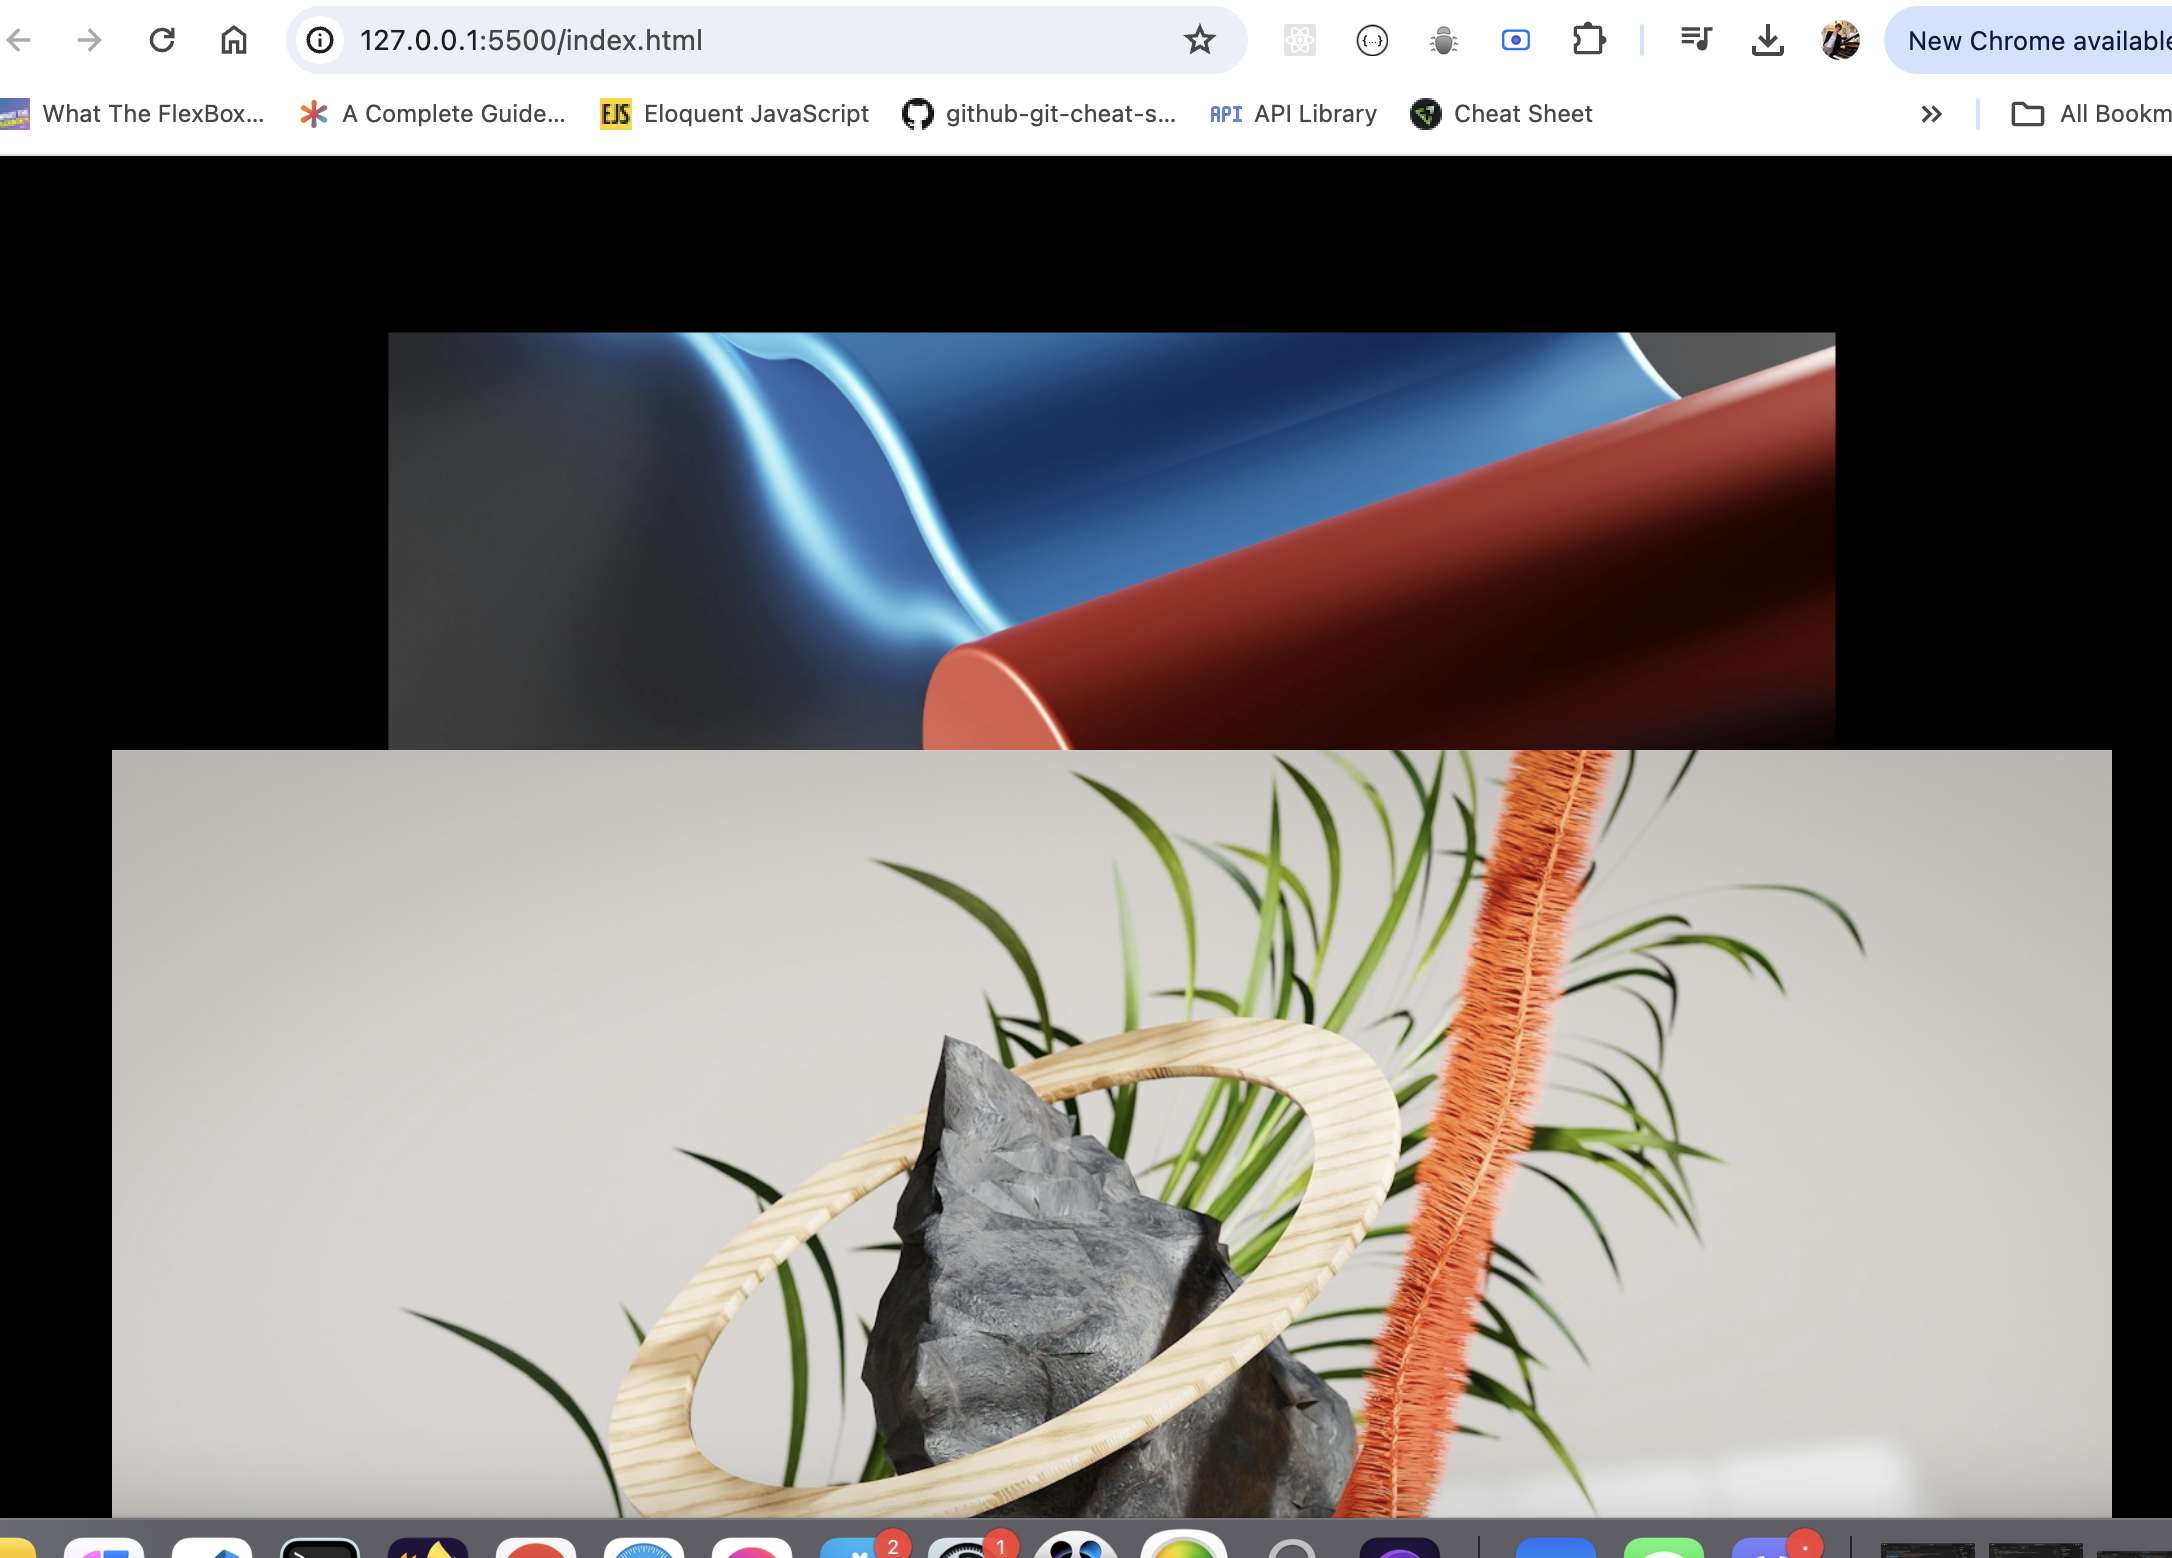 127.0.0.1:5500/index.html
New Chrome available
What The FlexBox...
A Complete Guide...
EJS
Eloquent JavaScript
github-git-cheat-s...
API
API Library
Cheat Sheet
All Bookm
2
1